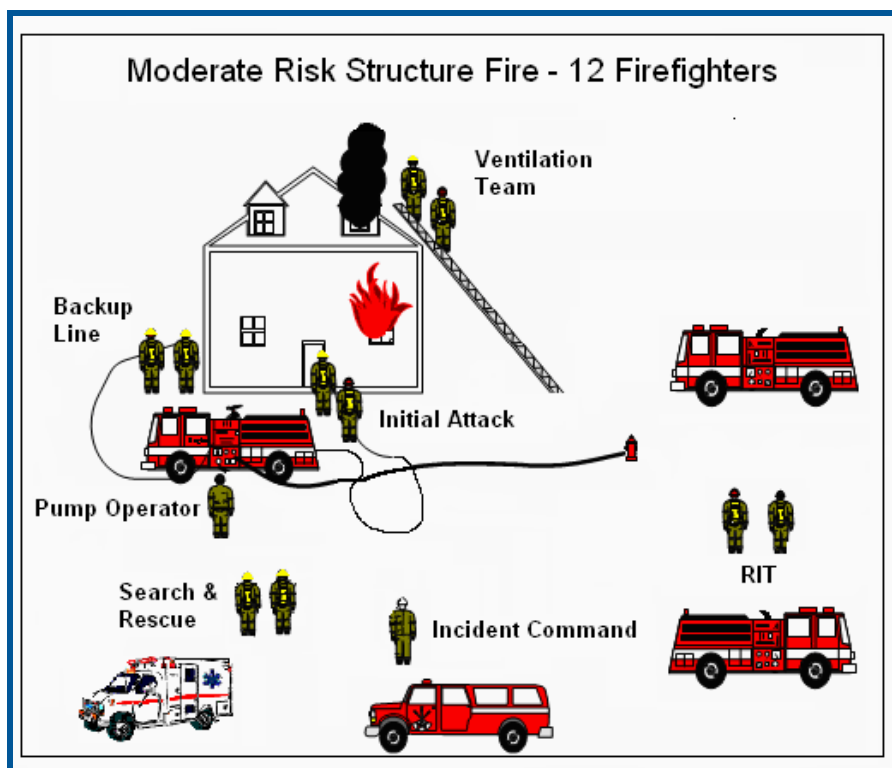 Moderate Risk Structure Fire - 12 Firefighters
Ventilation
Team
Backup
Line
Initial Attack
Pump Operator
RIT
Search &
Rescue
Incident Command